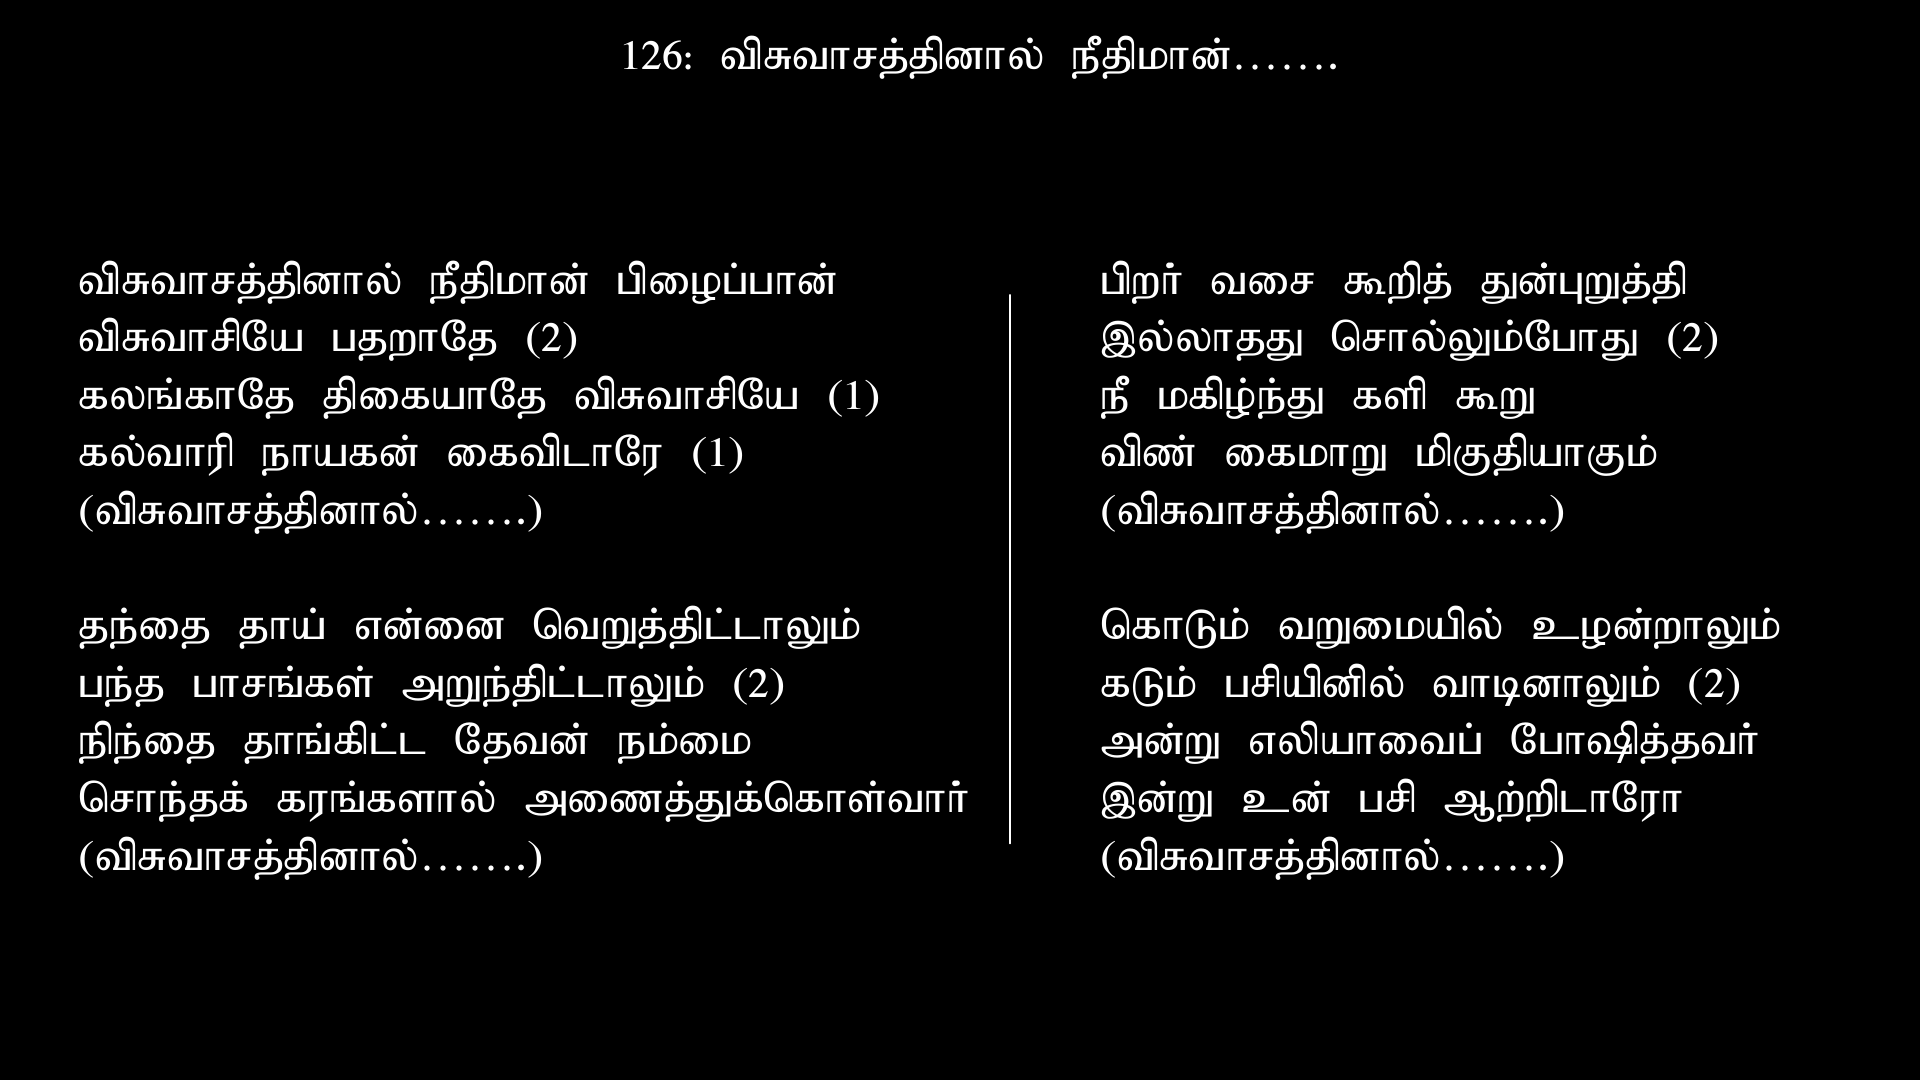 126: விசுவாசத்தினால் நீதிமான்.......
விசுவாசத்தினால் நீதிமான் பிழைப்பான்
விசுவாசியே பதறாதே (2)
கலங்காதே திகையாதே விசுவாசியே (1)
கல்வாரி நாயகன் கைவிடாரே (1)
(விசுவாசத்தினால்.......)
தந்தை தாய் என்னை வெறுத்திட்டாலும்
பந்த பாசங்கள் அறுந்திட்டாலும் (2)
நிந்தை தாங்கிட்ட தேவன் நம்மை
சொந்தக் கரங்களால் அணைத்துக்கொள்வார்
(விசுவாசத்தினால்.......)
பிறர் வசை கூறித் துன்புறுத்தி
இல்லாதது சொல்லும்போது (2)
நீ மகிழ்ந்து களி கூறு
விண் கைமாறு மிகுதியாகும்
(விசுவாசத்தினால்.......)
கொடும் வறுமையில் உழன்றாலும்
கடும் பசியினில் வாடினாலும் (2)
அன்று எலியாவைப் போஷித்தவர்
இன்று உன் பசி ஆற்றிடாரோ
(விசுவாசத்தினால்.......)